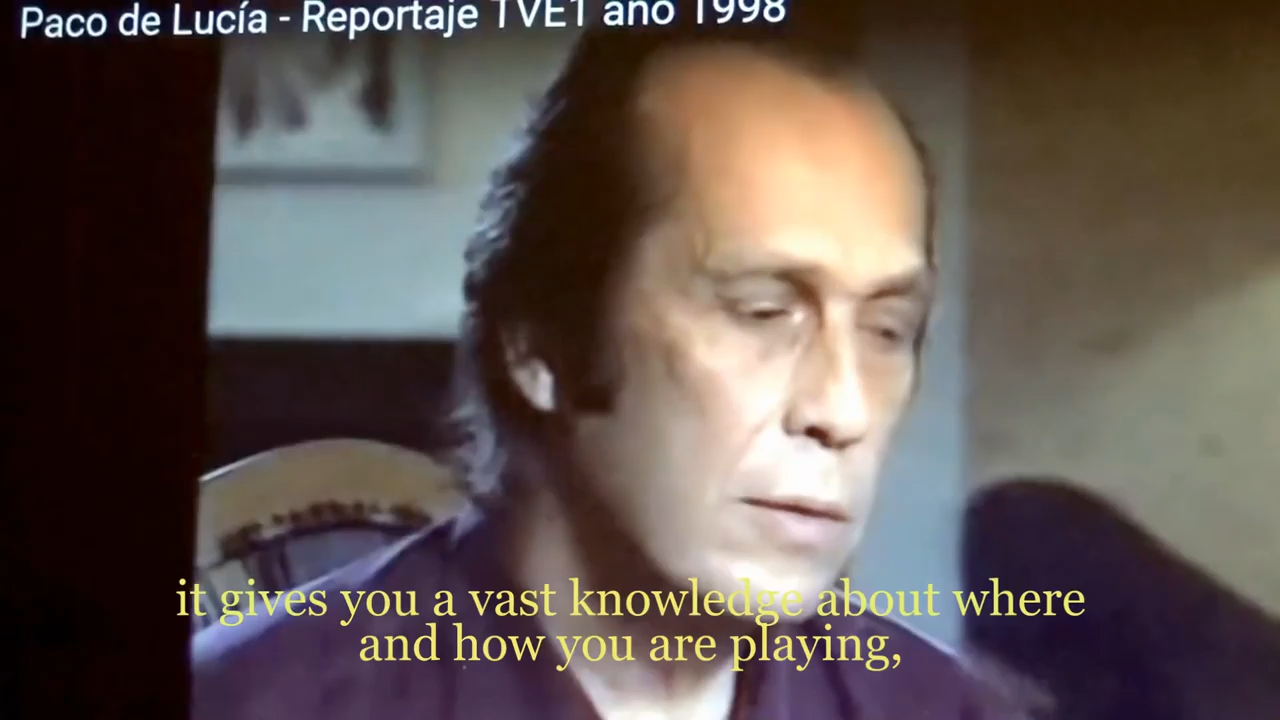 Paco de Lucía - Reportaje TVE1 año 1998
it gives you a vast knowledge about where
and how you are playing,